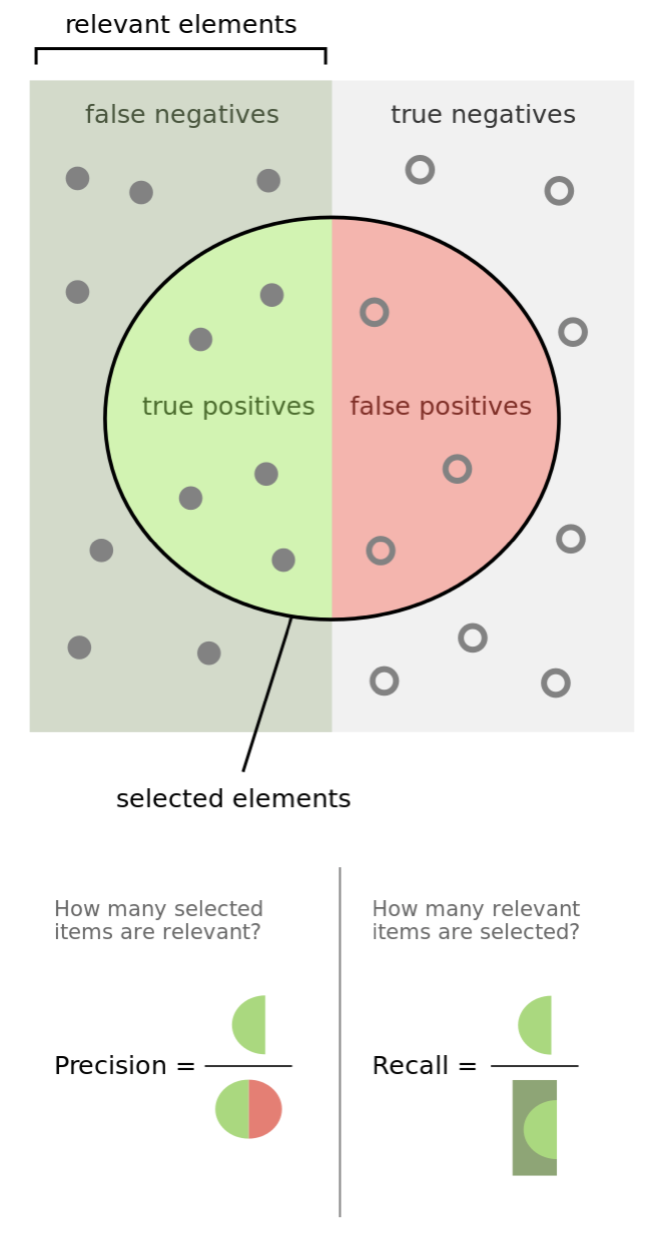 relevant elements
false negatives
true negatives
true positives
false positives
selected elements
How many selected
items are relevant?
Precision =
How many relevant
items are selected?
Recall =